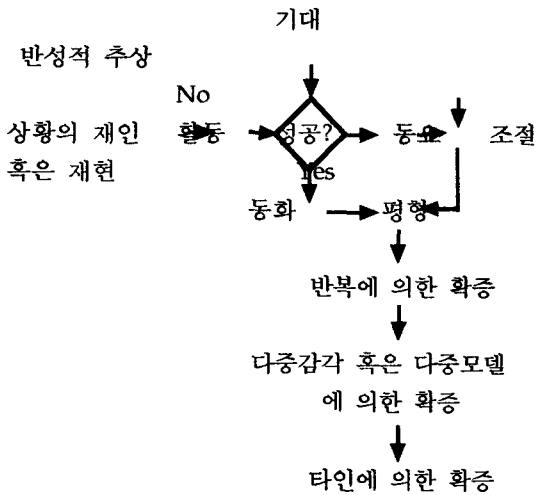 기대
반성적 추상
No
상황의 재인 활동 성공? 동요 조절
혹은 재현
Yes
동화 평형
반복에 의한 확증
다중감각 혹은 다중모델
에 의한 확증
타인에 의한 확증